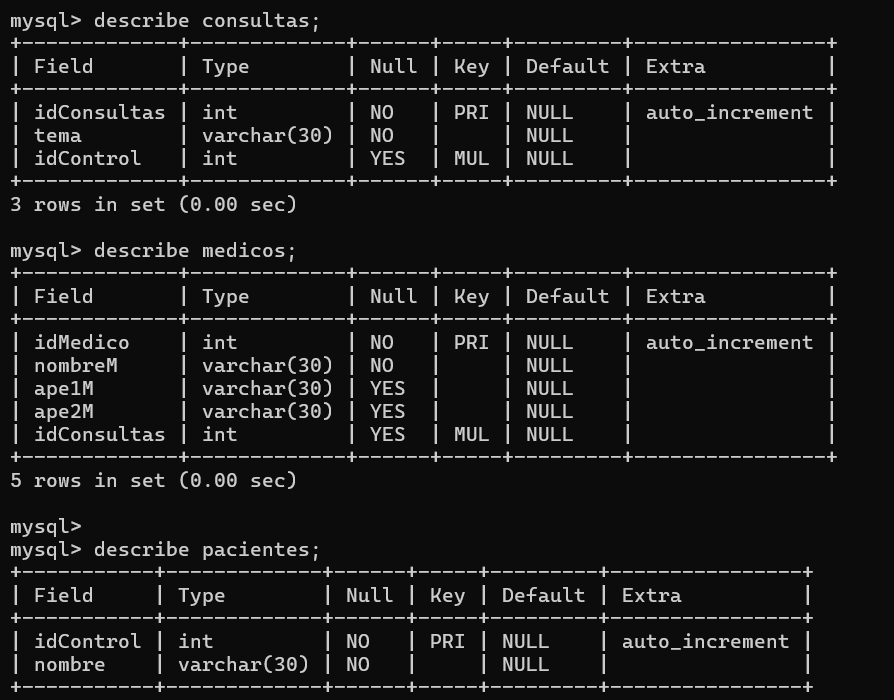 mysql> describe consultas;
+--------------+-------------+------+-----+---------+----------------+
| Field        | Type        | Null | Key | Default | Extra          |
+--------------+-------------+------+-----+---------+----------------+
| idConsultas | int         | NO   | PRI | NULL    | auto_increment |
| tema        | varchar(30) | NO   |     | NULL    |                |
| idControl   | int         | YES  | MUL | NULL    |                |
+-------------+-------------+------+-----+---------+----------------+
3 rows in set (0.00 sec)
mysql> describe medicos;
+-------------+-------------+------+-----+---------+----------------+
| Field       | Type        | Null | Key | Default | Extra          |
+-------------+-------------+------+-----+---------+----------------+
| idMedico    | int         | NO   | PRI | NULL    | auto_increment |
| nombreM     | varchar(30) | NO   |     | NULL    |                |
| ape1M       | varchar(30) | YES  |     | NULL    |                |
| ape2M       | varchar(30) | YES  |     | NULL    |                |
| idConsultas | int         | YES  | MUL | NULL    |                |
+-------------+-------------+------+-----+---------+----------------+
5 rows in set (0.00 sec)
mysql>
mysql> describe pacientes;
+-----------+-------------+------+-----+---------+----------------+
| Field     | Type        | Null | Key | Default | Extra          |
+-----------+-------------+------+-----+---------+----------------+
| idControl | int         | NO   | PRI | NULL    | auto_increment |
| nombre    | varchar(30) | NO   |     | NULL    |                |
+-----------+-------------+------+-----+---------+----------------+